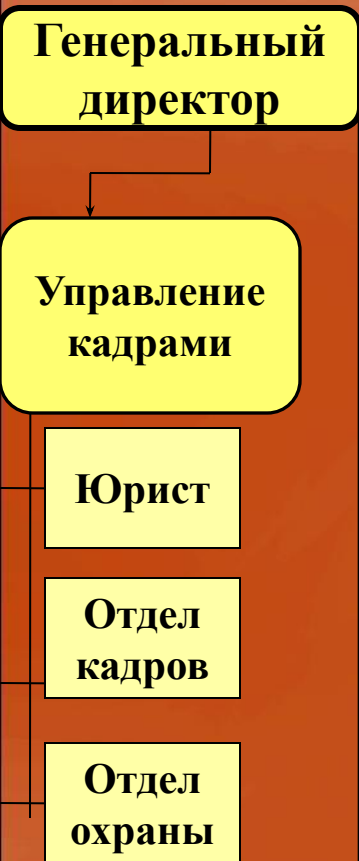 Генеральный
директор
Управление
кадрами
Юрист
Отдел
кадров
Отдел
охраны